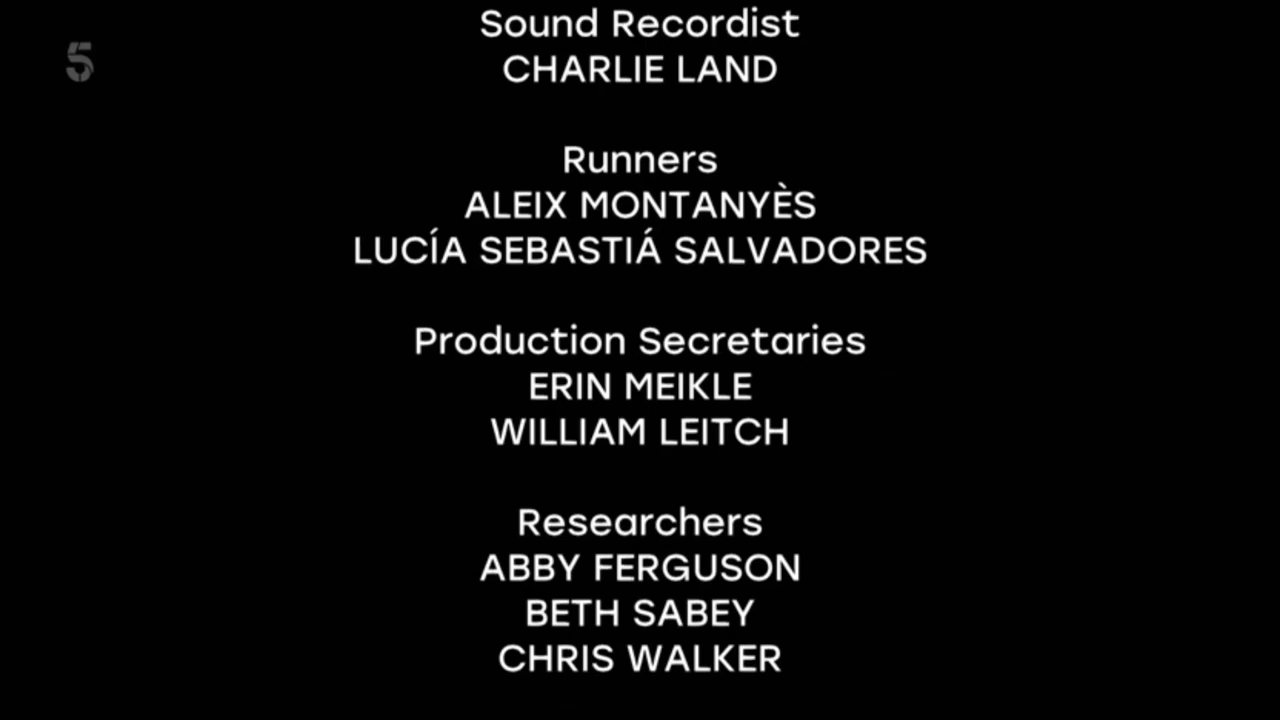 5
Sound Recordist
CHARLIE LAND
Runners
ALEIX MONTANYÈS
LUCÍA SEBASTIÁ SALVADORES
Production Secretaries
ERIN MEIKLE
WILLIAM LEITCH
Researchers
ABBY FERGUSON
BETH SABEY
CHRIS WALKER